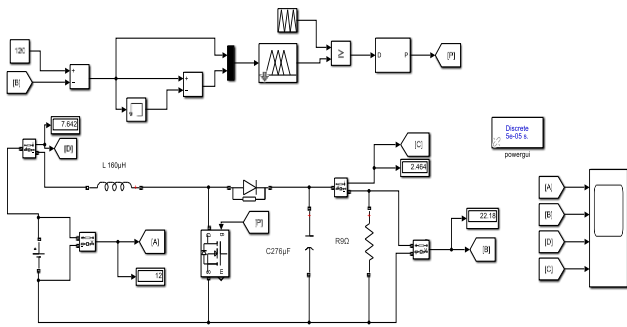 120
[B]
≥
D P
[P]
7.642
[D]
L 160µH
[C]
2.464
Discrete
5e-05 s.
powergui
[P]
[A]
12
C276µF
R9Ω
22.18
[B]
[A]
[B]
[D]
[C]